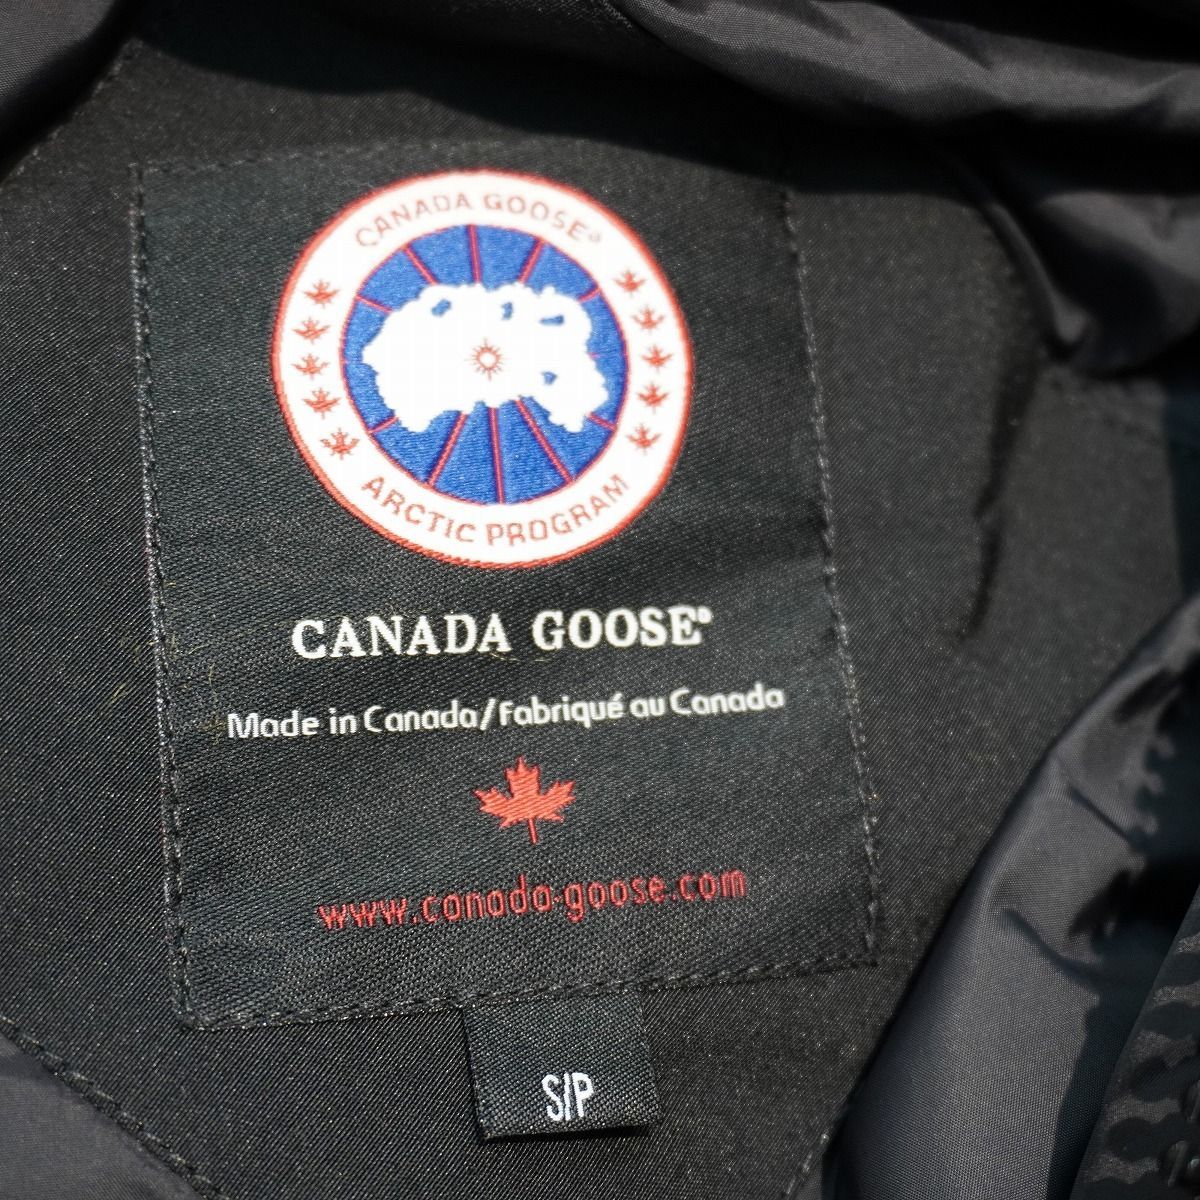 CANADA GOOSE®
ARCTIC PROGRAM
CANADA GOOSE®
Made in Canada/Fabriqué au Canada
www.canada-goose.com
S/P